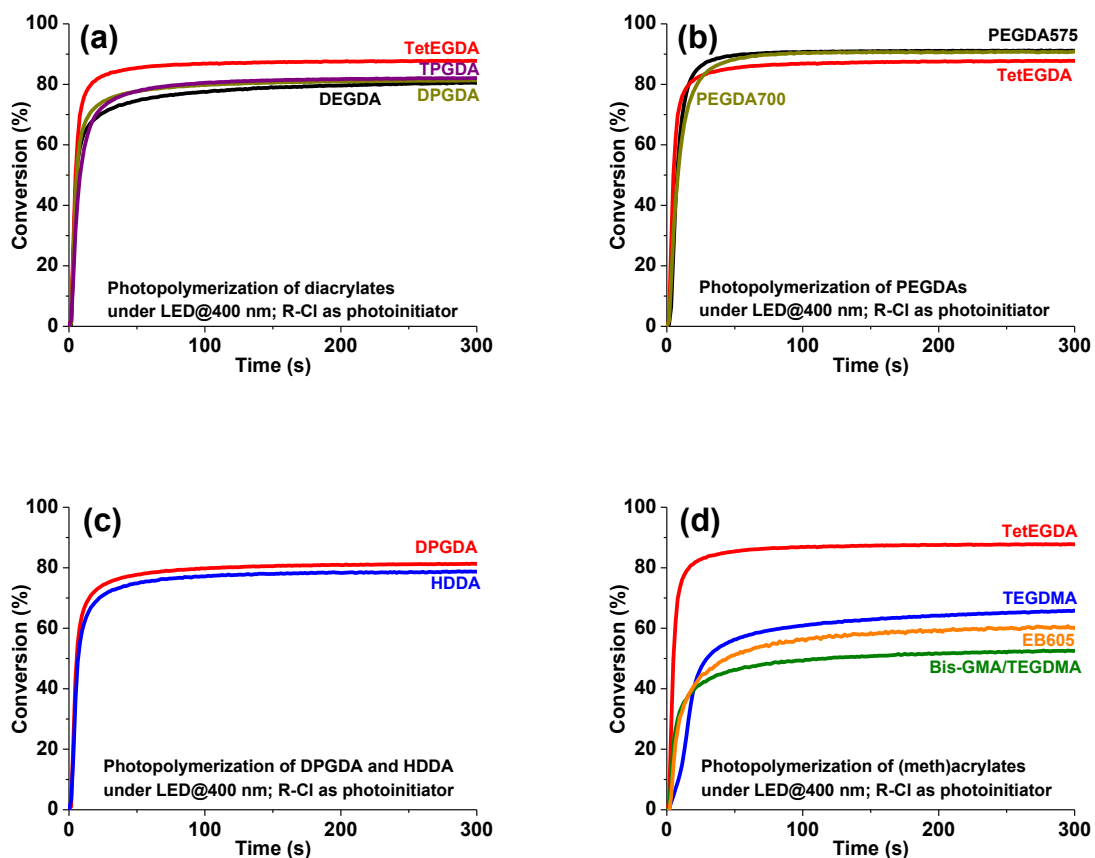 (a)
100
80
60
40
20
0
Conversion (%)
TetEGDA
TPGDA
DEGDA
DPGDA
Photopolymerization of diacrylates
under LED@400 nm; R-Cl as photoinitiator
0 100 200 300
Time (s)
(b)
100
80
60
40
20
0
Conversion (%)
PEGDA575
TetEGDA
PEGDA700
Photopolymerization of PEGDAs
under LED@400 nm; R-Cl as photoinitiator
0 100 200 300
Time (s)
(c)
100
80
60
40
20
0
Conversion (%)
DPGDA
HDDA
Photopolymerization of DPGDA and HDDA
under LED@400 nm; R-Cl as photoinitiator
0 100 200 300
Time (s)
(d)
100
80
60
40
20
0
Conversion (%)
TetEGDA
TEGDMA
EB605
Bis-GMA/TEGDMA
Photopolymerization of (meth)acrylates
under LED@400 nm; R-Cl as photoinitiator
0 100 200 300
Time (s)